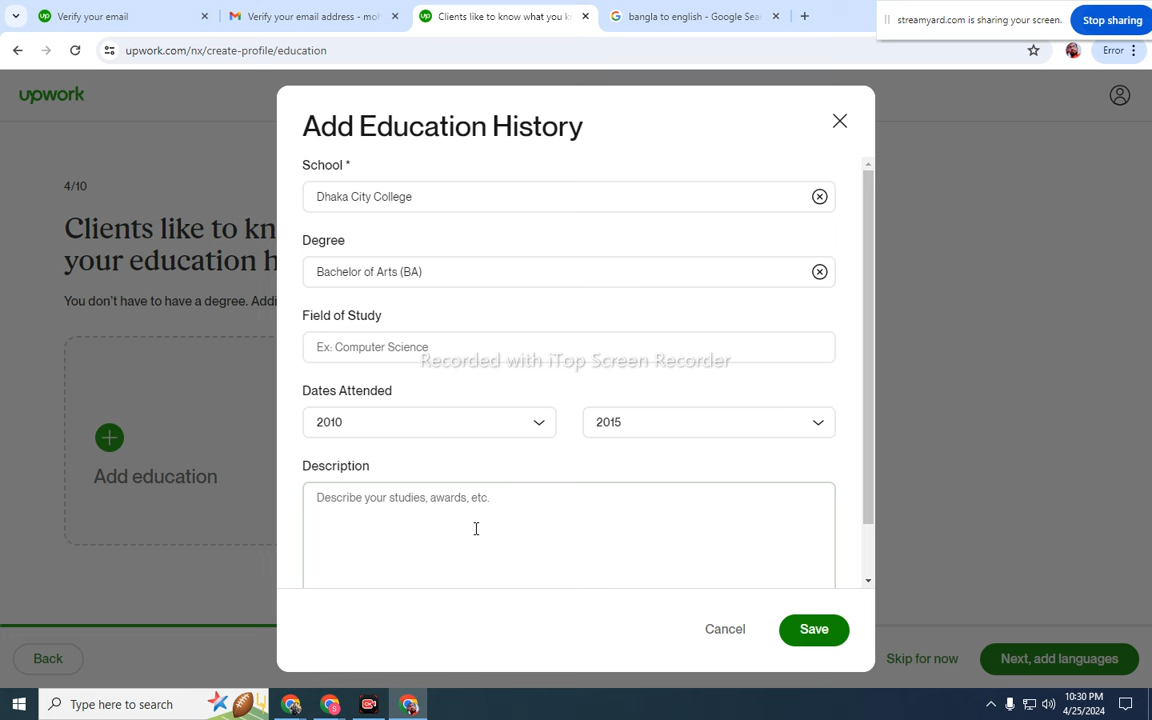 Verify your email
Verify your email address - moh
Clients like to know what you k
bangla to english - Google Sea
streamyard.com is sharing your screen.
Stop sharing
upwork.com/nx/create-profile/education
Error
upwork
4/10
Clients like to kn
your education h
You don't have to have a degree. Addi
Add education
Add Education History
School *
Dhaka City College
Degree
Bachelor of Arts (BA)
Field of Study
Ex: Computer Science
Recorded with iTop Screen Recorder
Dates Attended
2010
2015
Description
Describe your studies, awards, etc.
Cancel
Save
Back
Skip for now
Next, add languages
Type here to search
10:30 PM
4/25/2024